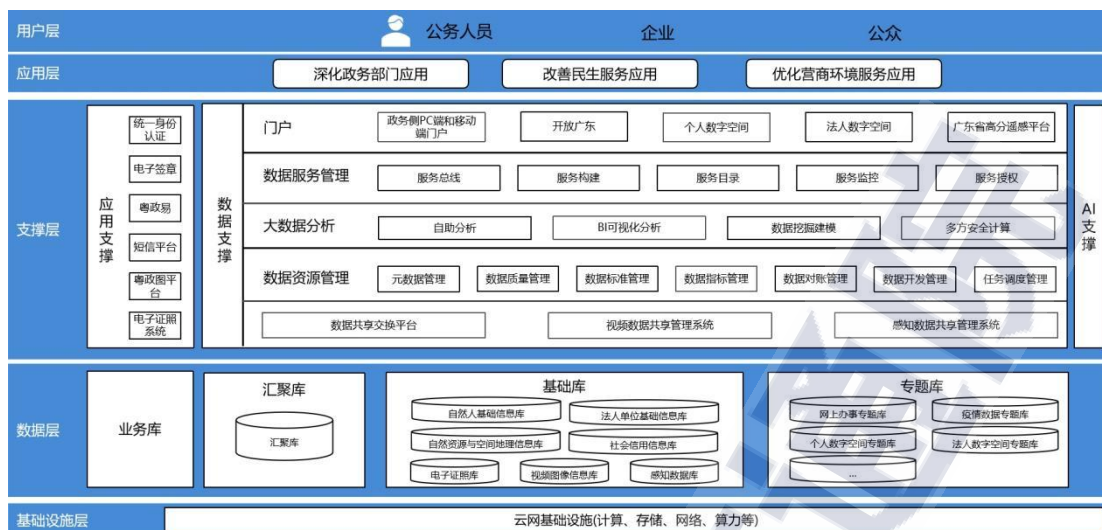 用户层
公务人员
企业
公众
应用层
深化政务部门应用
改善民生服务应用
优化营商环境服务应用
支撑层
应用支撑
统一身份
认证
电子签章
粤政易
短信平台
粤政图平
台
电子证照
系统
数据支撑
门户
政务侧PC端和移动
端门户
开放广东
个人数字空间
法人数字空间
广东省高分遥感平台
数据服务管理
服务总线
服务构建
服务目录
服务监控
服务授权
大数据分析
自助分析
BI可视化分析
数据挖掘建模
多方安全计算
数据资源管理
元数据管理
数据质量管理
数据标准管理
数据指标管理
数据对账管理
数据开发管理
任务调度管理
数据共享交换平台
视频数据共享管理系统
感知数据共享管理系统
AI支撑
数据层
业务库
汇聚库
汇聚库
基础库
自然人基础信息库
法人单位基础信息库
自然资源与空间地理信息库
社会信用信息库
电子证照库
视频图像信息库
感知数据库
专题库
网上办事专题库
疫情数据专题库
个人数字空间专题库
法人数字空间专题库
...
基础设施层
云网基础设施(计算、存储、网络、算力等)